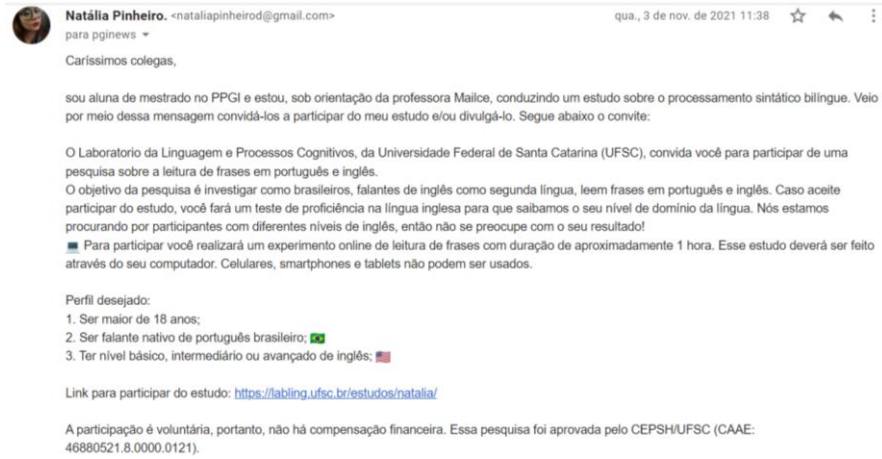 Natália Pinheiro. <nataliapinheirod@gmail.com>
qua., 3 de nov. de 2021 11:38
para pginews
Caríssimos colegas,
sou aluna de mestrado no PPGI e estou, sob orientação da professora Mailce, conduzindo um estudo sobre o processamento sintático bilíngue. Veio
por meio dessa mensagem convidá-los a participar do meu estudo e/ou divulgá-lo. Segue abaixo o convite:
O Laboratorio da Linguagem e Processos Cognitivos, da Universidade Federal de Santa Catarina (UFSC), convida você para participar de uma
pesquisa sobre a leitura de frases em português e inglês.
O objetivo da pesquisa é investigar como brasileiros, falantes de inglês como segunda língua, leem frases em português e inglês. Caso aceite
participar do estudo, você fará um teste de proficiência na língua inglesa para que saibamos o seu nível de domínio da língua. Nós estamos
procurando por participantes com diferentes níveis de inglês, então não se preocupe com o seu resultado!
💻 Para participar você realizará um experimento online de leitura de frases com duração de aproximadamente 1 hora. Esse estudo deverá ser feito
através do seu computador. Celulares, smartphones e tablets não podem ser usados.
Perfil desejado:
1. Ser maior de 18 anos;
2. Ser falante nativo de português brasileiro; 🇧🇷
3. Ter nível básico, intermediário ou avançado de inglês; 🇺🇸
Link para participar do estudo: https://labling.ufsc.br/estudos/natalia/
A participação é voluntária, portanto, não há compensação financeira. Essa pesquisa foi aprovada pelo CEPSH/UFSC (CAAE:
46880521.8.0000.0121).